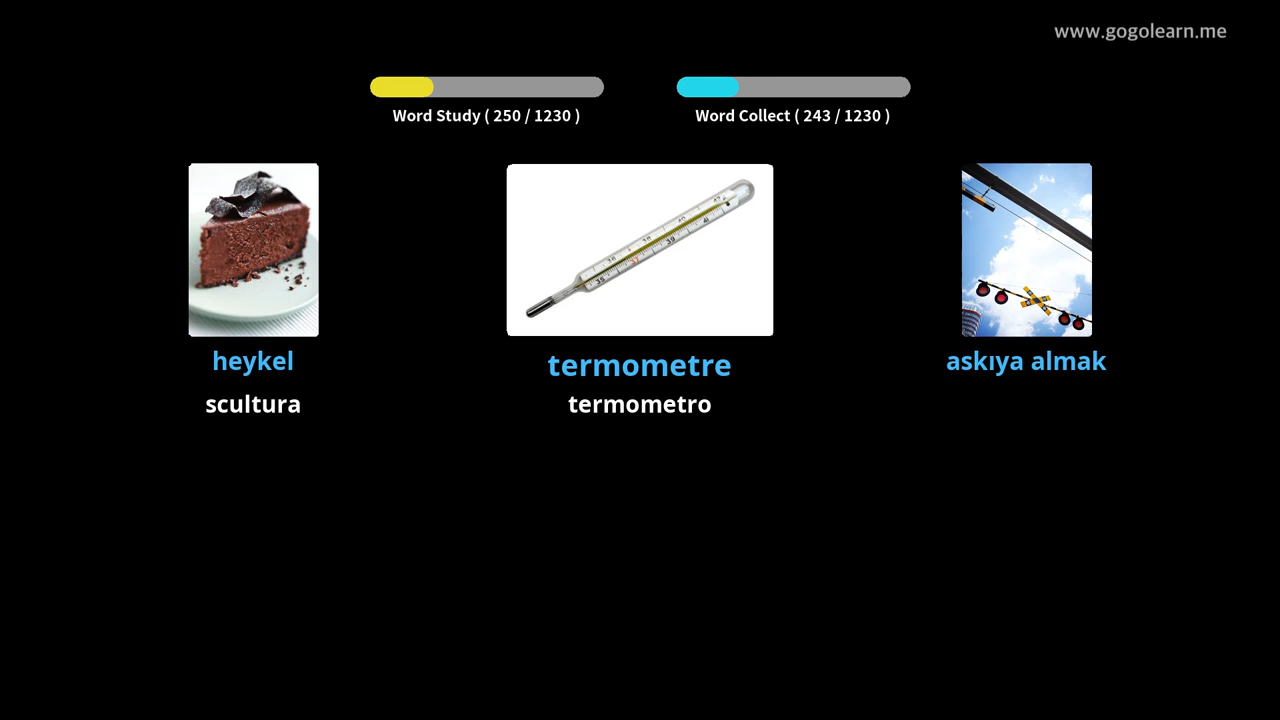 www.gogolearn.me
Word Study ( 250 / 1230 )
Word Collect ( 243 / 1230 )
heykel
termometre
askıya almak
scultura
termometro